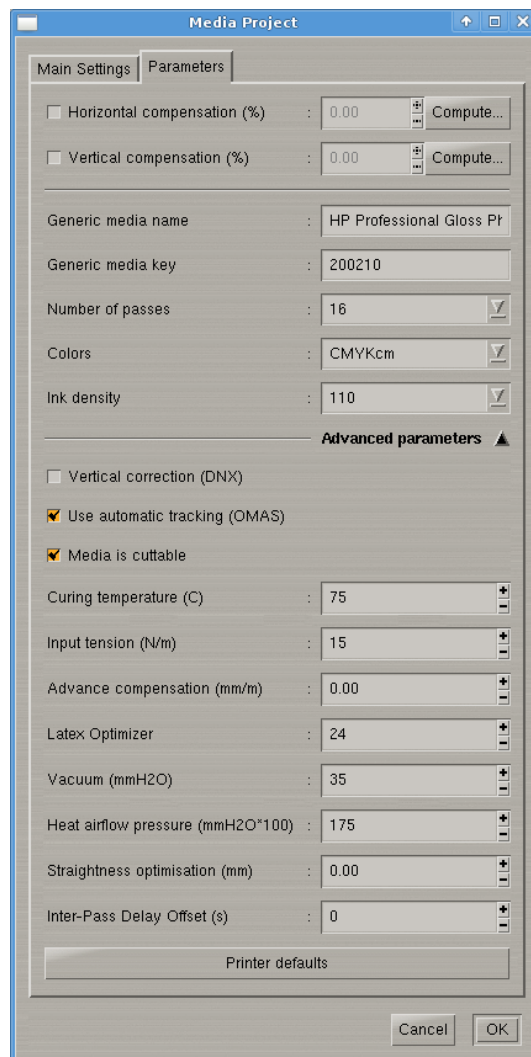 Media Project
Main Settings Parameters
Horizontal compensation (%) : 0.00 Compute...
Vertical compensation (%) : 0.00 Compute...
Generic media name : HP Professional Gloss Ph
Generic media key : 200210
Number of passes : 16
Colors : CMYKcm
Ink density : 110
Advanced parameters
Vertical correction (DNX)
Use automatic tracking (OMAS)
Media is cuttable
Curing temperature (C) : 75
Input tension (N/m) : 15
Advance compensation (mm/m) : 0.00
Latex Optimizer : 24
Vacuum (mmH2O) : 35
Heat airflow pressure (mmH2O*100) : 175
Straightness optimisation (mm) : 0.00
Inter-Pass Delay Offset (s) : 0
Printer defaults
Cancel OK